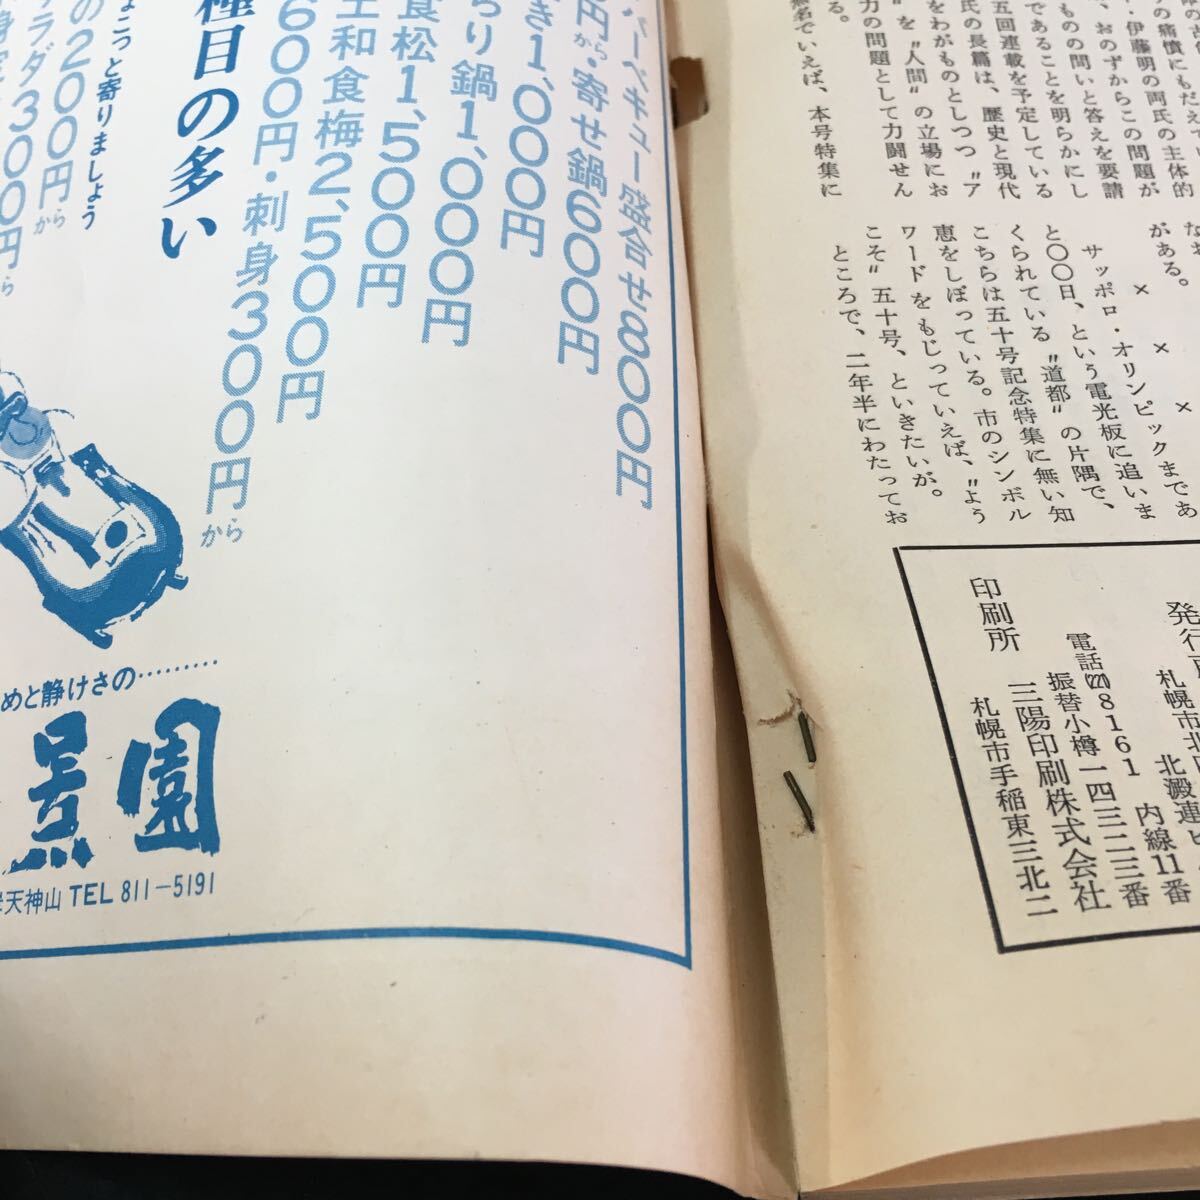 痛憤にもだえ
伊藤明の両氏の主体的
おのずからこの問題が
ものの問いと答えを要請
であることを明らかにし
五回連載を予定している
氏の長篇は、歴史と現代
をわがものとしつつ〝ア
〟を〝人間〟の立場にお
力の問題として力闘せん
無名でいえば、本号特集に
る。
がある。
× × ×
サッポロ・オリンピックまであ
と〇〇日、という電光板に追いま
くられている〝道都〟の片隅で、
こちらは五十号記念特集に無い知
恵をしぼっている。市のシンボル
ワードをもじっていえば、〝よう
こそ〟五十号、といきたいが。
ところで、二年半にわたってお
発行
札幌市北
北濺連ビ
電話(221)8161 内線11番
振替小樽一四三二三番
印刷所 三陽印刷株式会社
札幌市手稲東三北二
バーベキュー盛合せ800円
円から・寄せ鍋600円
き1,000円
らり鍋1,000円
食松1,500円
和食梅2,500円
600円・刺身300円から
種目の多い
こっと寄りましょう
の200円から
ラダ300円から
めと静けさの………
景園
天神山 TEL 811-5191